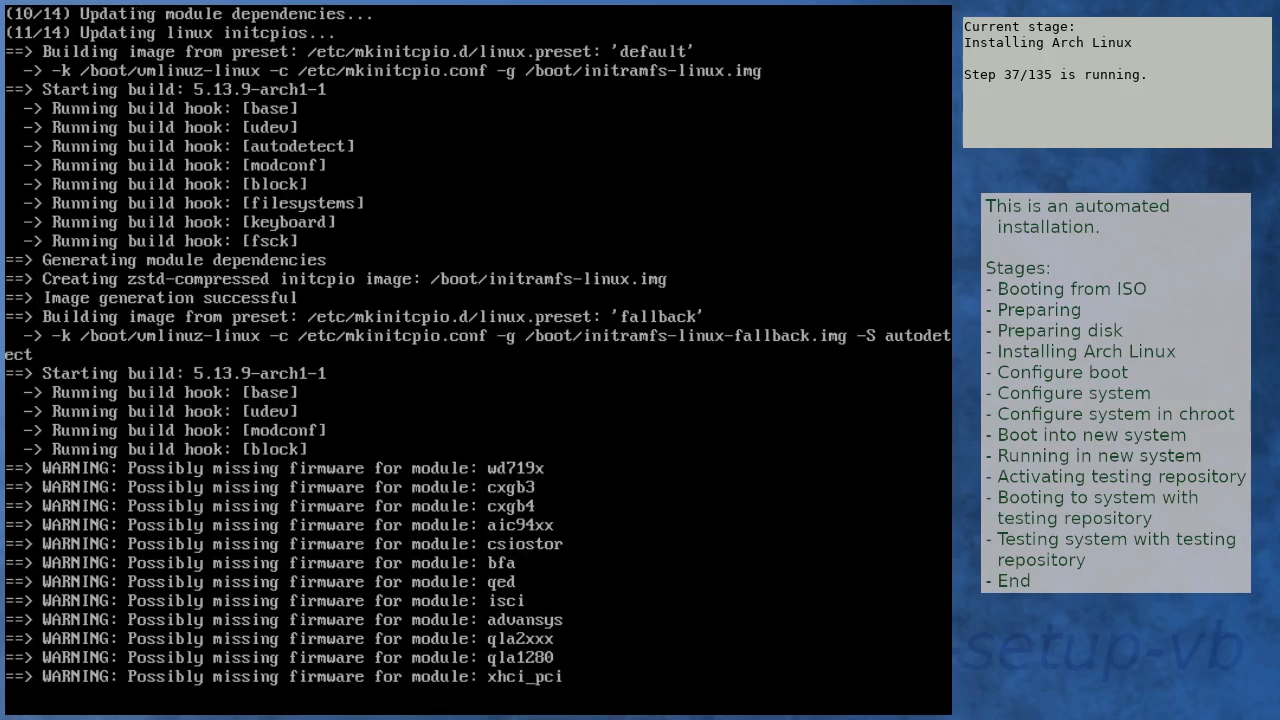 (10/14) Updating module dependencies...
(11/14) Updating linux initcpios...
==> Building image from preset: /etc/mkinitcpio.d/linux.preset: 'default'
  -> -k /boot/vmlinuz-linux -c /etc/mkinitcpio.conf -g /boot/initramfs-linux.img
==> Starting build: 5.13.9-arch1-1
  -> Running build hook: [base]
  -> Running build hook: [udev]
  -> Running build hook: [autodetect]
  -> Running build hook: [modconf]
  -> Running build hook: [block]
  -> Running build hook: [filesystems]
  -> Running build hook: [keyboard]
  -> Running build hook: [fsck]
==> Generating module dependencies
==> Creating zstd-compressed initcpio image: /boot/initramfs-linux.img
==> Image generation successful
==> Building image from preset: /etc/mkinitcpio.d/linux.preset: 'fallback'
  -> -k /boot/vmlinuz-linux -c /etc/mkinitcpio.conf -g /boot/initramfs-linux-fallback.img -S autodet
ect
==> Starting build: 5.13.9-arch1-1
  -> Running build hook: [base]
  -> Running build hook: [udev]
  -> Running build hook: [modconf]
  -> Running build hook: [block]
==> WARNING: Possibly missing firmware for module: wd719x
==> WARNING: Possibly missing firmware for module: cxgb3
==> WARNING: Possibly missing firmware for module: cxgb4
==> WARNING: Possibly missing firmware for module: aic94xx
==> WARNING: Possibly missing firmware for module: csiostor
==> WARNING: Possibly missing firmware for module: bfa
==> WARNING: Possibly missing firmware for module: qed
==> WARNING: Possibly missing firmware for module: isci
==> WARNING: Possibly missing firmware for module: advansys
==> WARNING: Possibly missing firmware for module: qla2xxx
==> WARNING: Possibly missing firmware for module: qla1280
==> WARNING: Possibly missing firmware for module: xhci_pci
Current stage:
Installing Arch Linux
Step 37/135 is running.
This is an automated
installation.
Stages:
- Booting from ISO
- Preparing
- Preparing disk
- Installing Arch Linux
- Configure boot
- Configure system
- Configure system in chroot
- Boot into new system
- Running in new system
- Activating testing repository
- Booting to system with
testing repository
- Testing system with testing
repository
- End
setup-vb